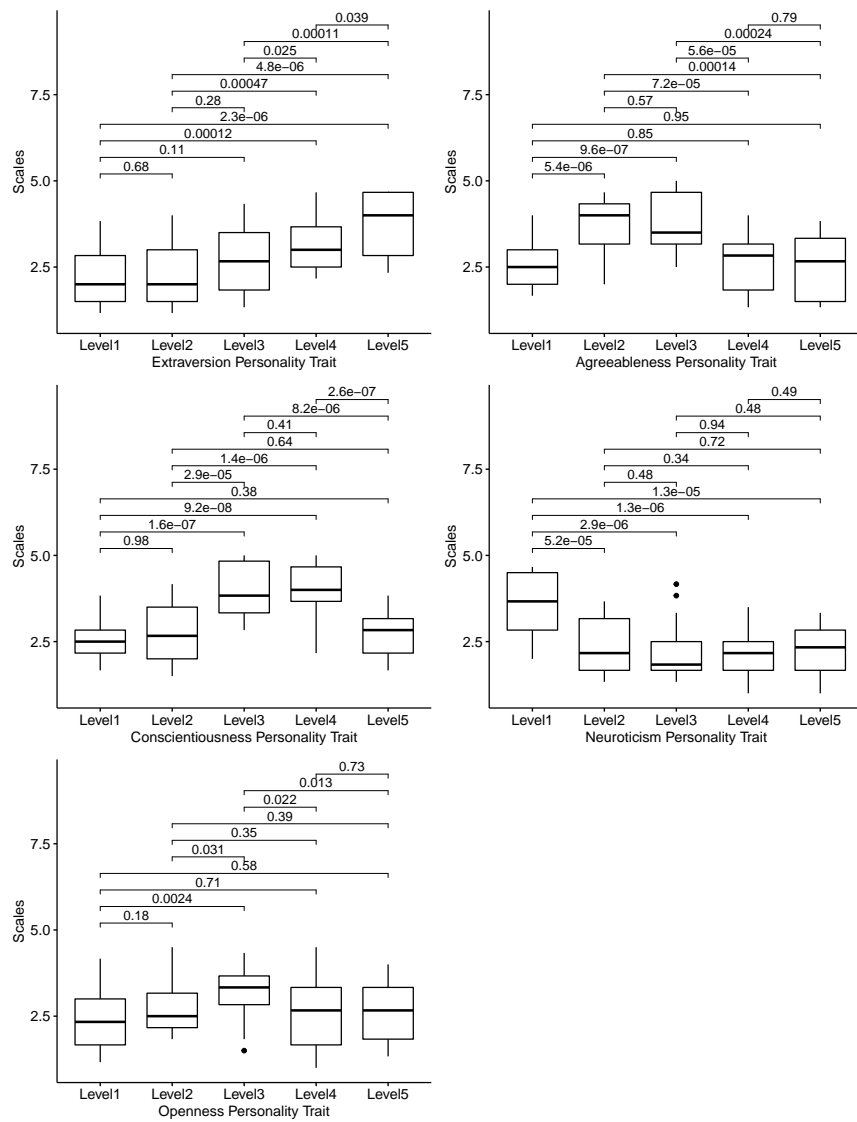 0.039
0.00011
0.025
4.8e−06
0.00047
0.28
2.3e−06
0.00012
0.11
0.68
7.5
5.0
2.5
Scales
Level1 Level2 Level3 Level4 Level5
Extraversion Personality Trait
0.79
0.00024
5.6e−05
0.00014
7.2e−05
0.57
0.95
0.85
9.6e−07
5.4e−06
7.5
5.0
2.5
Scales
Level1 Level2 Level3 Level4 Level5
Agreeableness Personality Trait
2.6e−07
8.2e−06
0.41
0.64
1.4e−06
2.9e−05
0.38
9.2e−08
1.6e−07
0.98
7.5
5.0
2.5
Scales
Level1 Level2 Level3 Level4 Level5
Conscientiousness Personality Trait
0.49
0.48
0.94
0.72
0.34
0.48
1.3e−05
1.3e−06
2.9e−06
5.2e−05
7.5
5.0
2.5
Scales
Level1 Level2 Level3 Level4 Level5
Neuroticism Personality Trait
0.73
0.013
0.022
0.39
0.35
0.031
0.58
0.71
0.0024
0.18
7.5
5.0
2.5
Scales
Level1 Level2 Level3 Level4 Level5
Openness Personality Trait